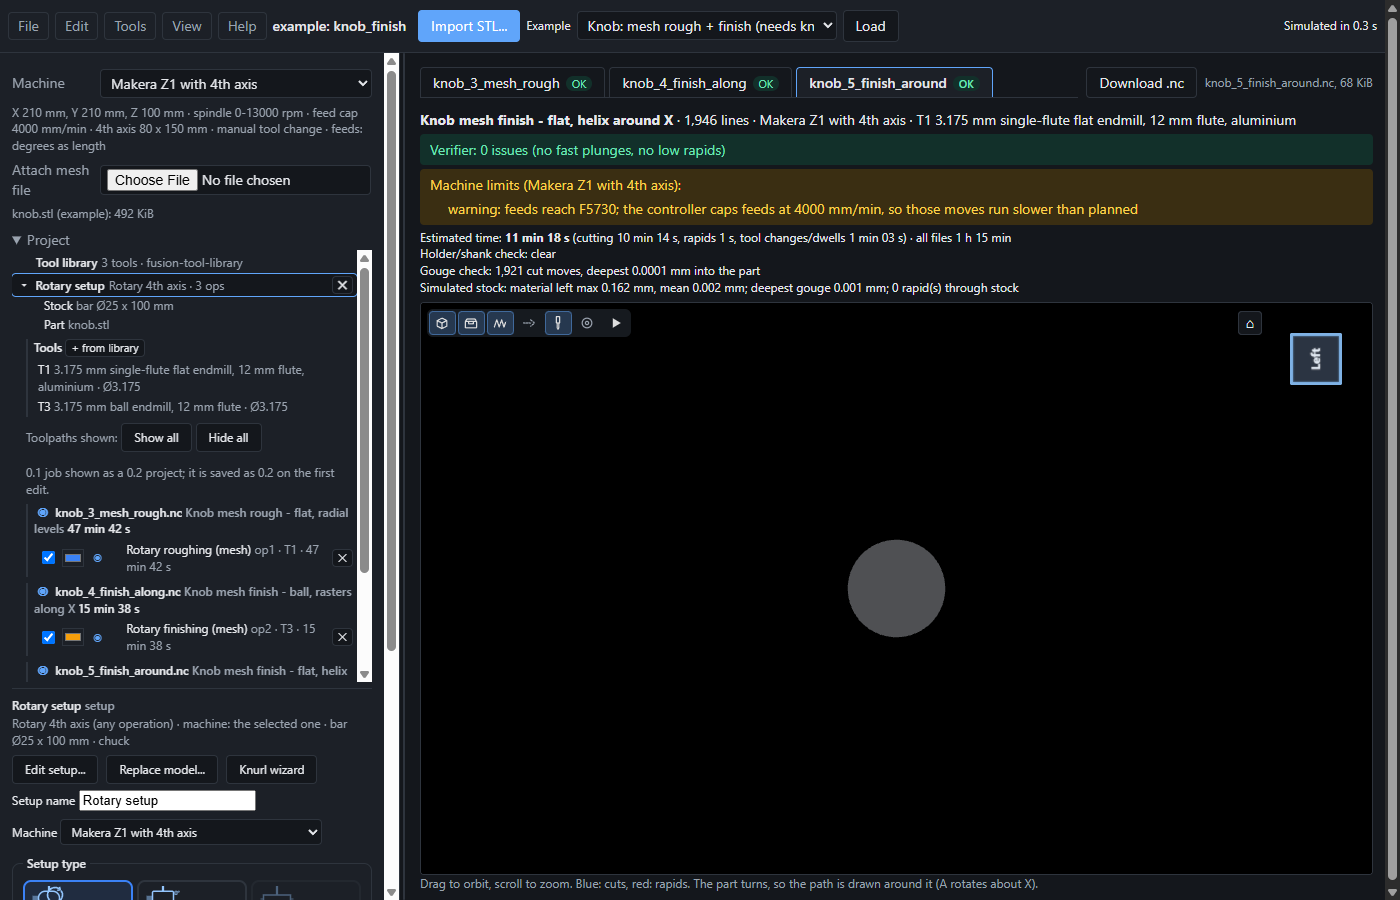 File Edit Tools View Help example: knob_finish Import STL... Example Knob: mesh rough + finish (needs kn Load Simulated in 0.3 s
Machine Makera Z1 with 4th axis
X 210 mm, Y 210 mm, Z 100 mm · spindle 0-13000 rpm · feed cap
4000 mm/min · 4th axis 80 x 150 mm · manual tool change · feeds:
degrees as length
Attach mesh
file Choose File No file chosen
knob.stl (example): 492 KiB
Project
Tool library 3 tools · fusion-tool-library
Rotary setup Rotary 4th axis · 3 ops
Stock bar Ø25 x 100 mm
Part knob.stl
Tools + from library
T1 3.175 mm single-flute flat endmill, 12 mm flute,
aluminium · Ø3.175
T3 3.175 mm ball endmill, 12 mm flute · Ø3.175
Toolpaths shown: Show all Hide all
0.1 job shown as a 0.2 project; it is saved as 0.2 on the first
edit.
knob_3_mesh_rough.nc Knob mesh rough - flat, radial
levels 47 min 42 s
Rotary roughing (mesh) op1 · T1 · 47
min 42 s
knob_4_finish_along.nc Knob mesh finish - ball, rasters
along X 15 min 38 s
Rotary finishing (mesh) op2 · T3 · 15
min 38 s
knob_5_finish_around.nc Knob mesh finish - flat, helix
Rotary setup setup
Rotary 4th axis (any operation) · machine: the selected one · bar
Ø25 x 100 mm · chuck
Edit setup... Replace model... Knurl wizard
Setup name Rotary setup
Machine Makera Z1 with 4th axis
Setup type
knob_3_mesh_rough OK knob_4_finish_along OK knob_5_finish_around OK Download .nc knob_5_finish_around.nc, 68 KiB
Knob mesh finish - flat, helix around X · 1,946 lines · Makera Z1 with 4th axis · T1 3.175 mm single-flute flat endmill, 12 mm flute, aluminium
Verifier: 0 issues (no fast plunges, no low rapids)
Machine limits (Makera Z1 with 4th axis):
warning: feeds reach F5730; the controller caps feeds at 4000 mm/min, so those moves run slower than planned
Estimated time: 11 min 18 s (cutting 10 min 14 s, rapids 1 s, tool changes/dwells 1 min 03 s) · all files 1 h 15 min
Holder/shank check: clear
Gouge check: 1,921 cut moves, deepest 0.0001 mm into the part
Simulated stock: material left max 0.162 mm, mean 0.002 mm; deepest gouge 0.001 mm; 0 rapid(s) through stock
Left
Drag to orbit, scroll to zoom. Blue: cuts, red: rapids. The part turns, so the path is drawn around it (A rotates about X).